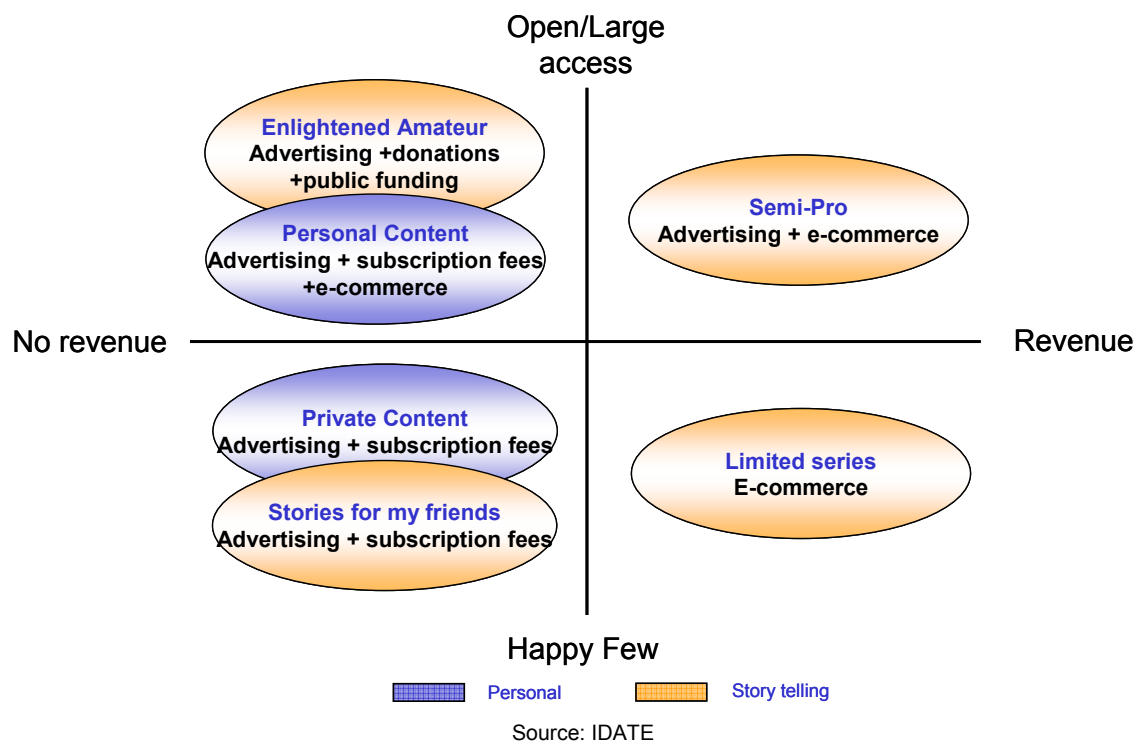 Open/Large
access
Enlightened Amateur
Advertising +donations
+public funding
Personal Content
Advertising + subscription fees
+e-commerce
Semi-Pro
Advertising + e-commerce
No revenue
Revenue
Private Content
Advertising + subscription fees
Stories for my friends
Advertising + subscription fees
Limited series
E-commerce
Happy Few
Personal
Story telling
Source: IDATE